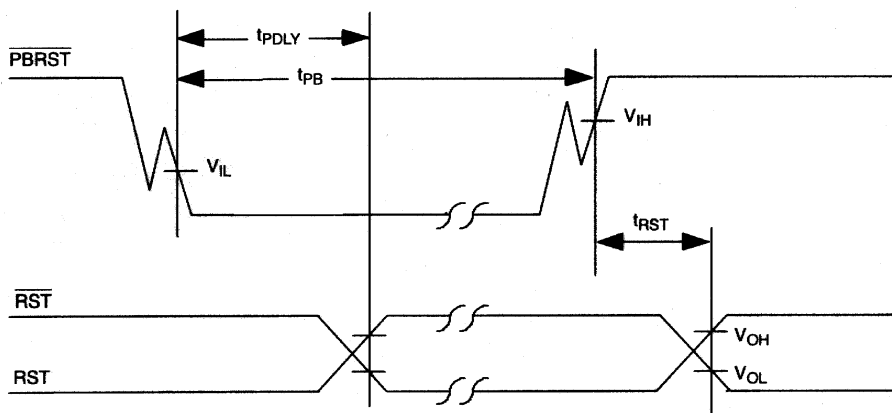 tPDLY
PBRST
tPB
VIH
VIL
tRST
RST
VOH
RST
VOL